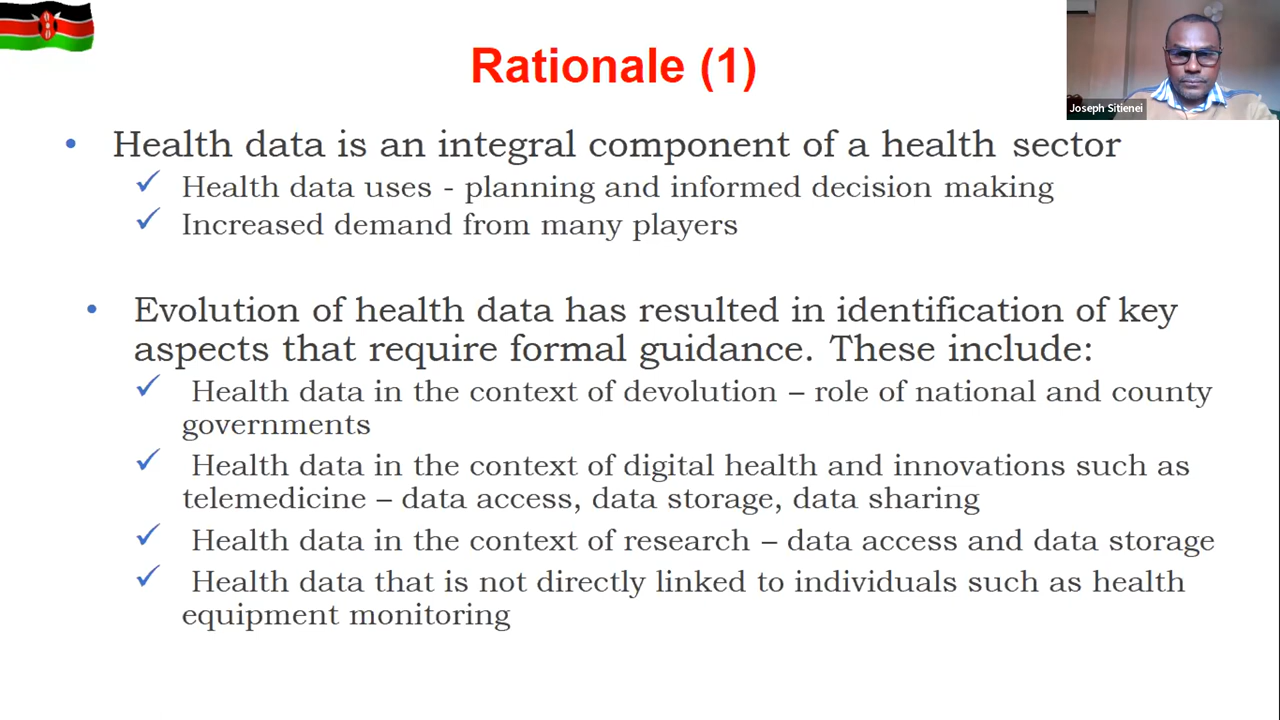 Rationale (1)
Joseph Sitienei
• Health data is an integral component of a health sector
✓ Health data uses - planning and informed decision making
✓ Increased demand from many players
• Evolution of health data has resulted in identification of key
aspects that require formal guidance. These include:
✓ Health data in the context of devolution – role of national and county
governments
✓ Health data in the context of digital health and innovations such as
telemedicine – data access, data storage, data sharing
✓ Health data in the context of research – data access and data storage
✓ Health data that is not directly linked to individuals such as health
equipment monitoring